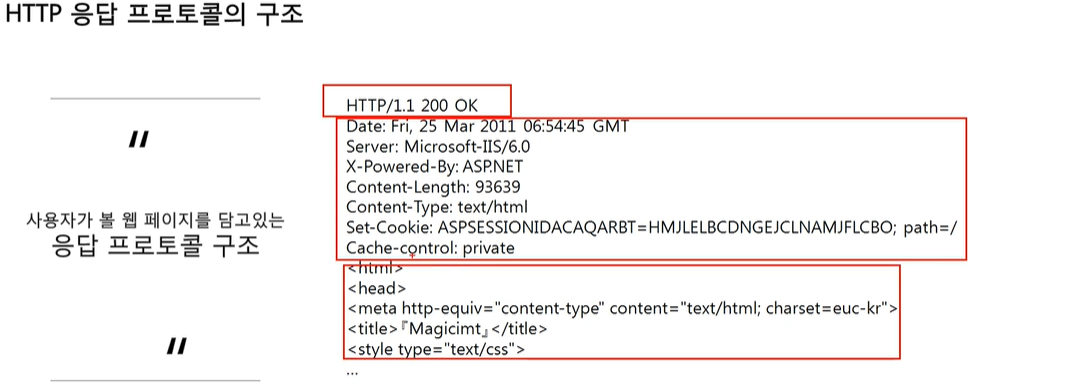 HTTP 응답 프로토콜의 구조
"
사용자가 볼 웹 페이지를 담고있는
응답 프로토콜 구조
"
HTTP/1.1 200 OK
Date: Fri, 25 Mar 2011 06:54:45 GMT
Server: Microsoft-IIS/6.0
X-Powered-By: ASP.NET
Content-Length: 93639
Content-Type: text/html
Set-Cookie: ASPSESSIONIDACAQARBT=HMJLELBCDNGEJCLNAMJFLCBO; path=/
Cache-control: private
<html>
<head>
<meta http-equiv="content-type" content="text/html; charset=euc-kr">
<title>『Magicimt』</title>
<style type="text/css">
...